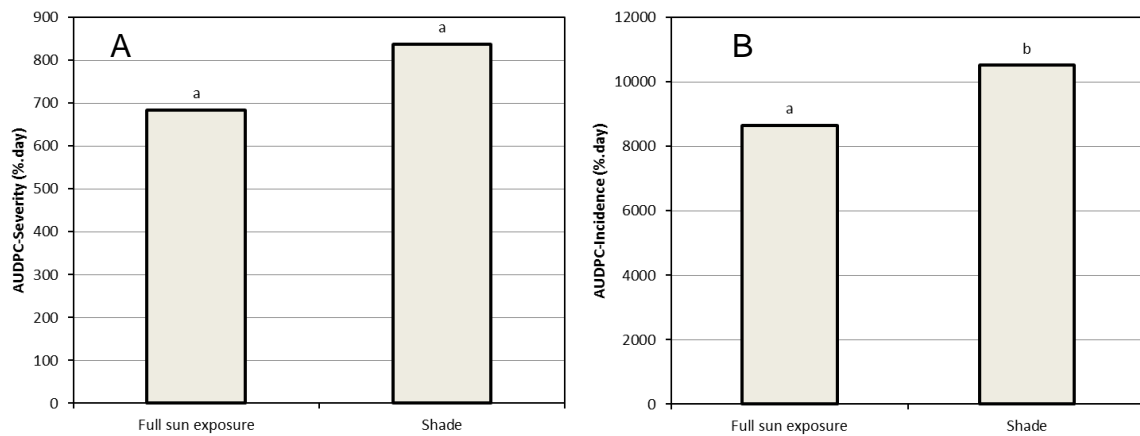 A
AUDPC-Severity (%.day)
900
800
700
600
500
400
300
200
100
0
a
a
Full sun exposure
Shade
B
AUDPC-Incidence (%.day)
12000
10000
8000
6000
4000
2000
0
a
b
Full sun exposure
Shade